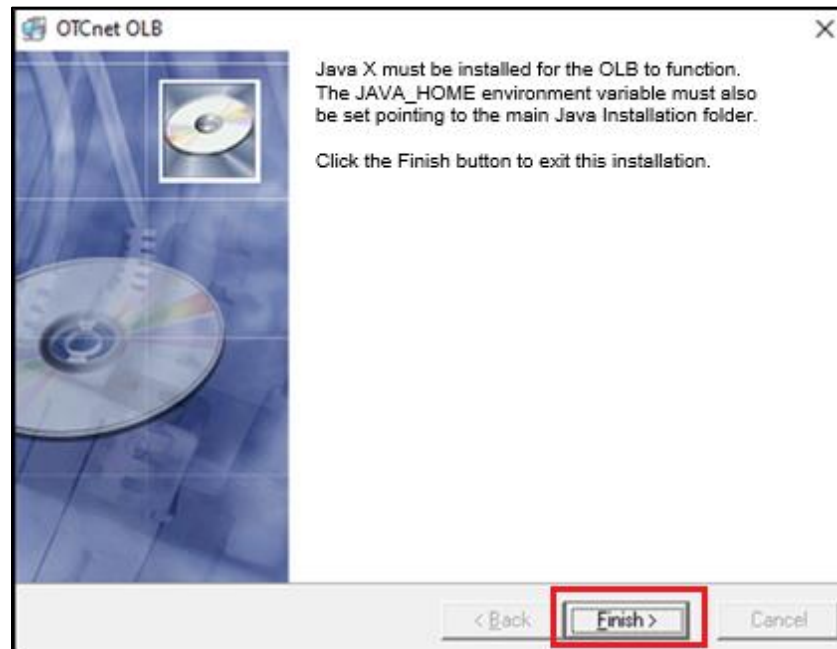 OTCnet OLB
Java X must be installed for the OLB to function.
The JAVA_HOME environment variable must also
be set pointing to the main Java Installation folder.
Click the Finish button to exit this installation.
< Back
Finish >
Cancel